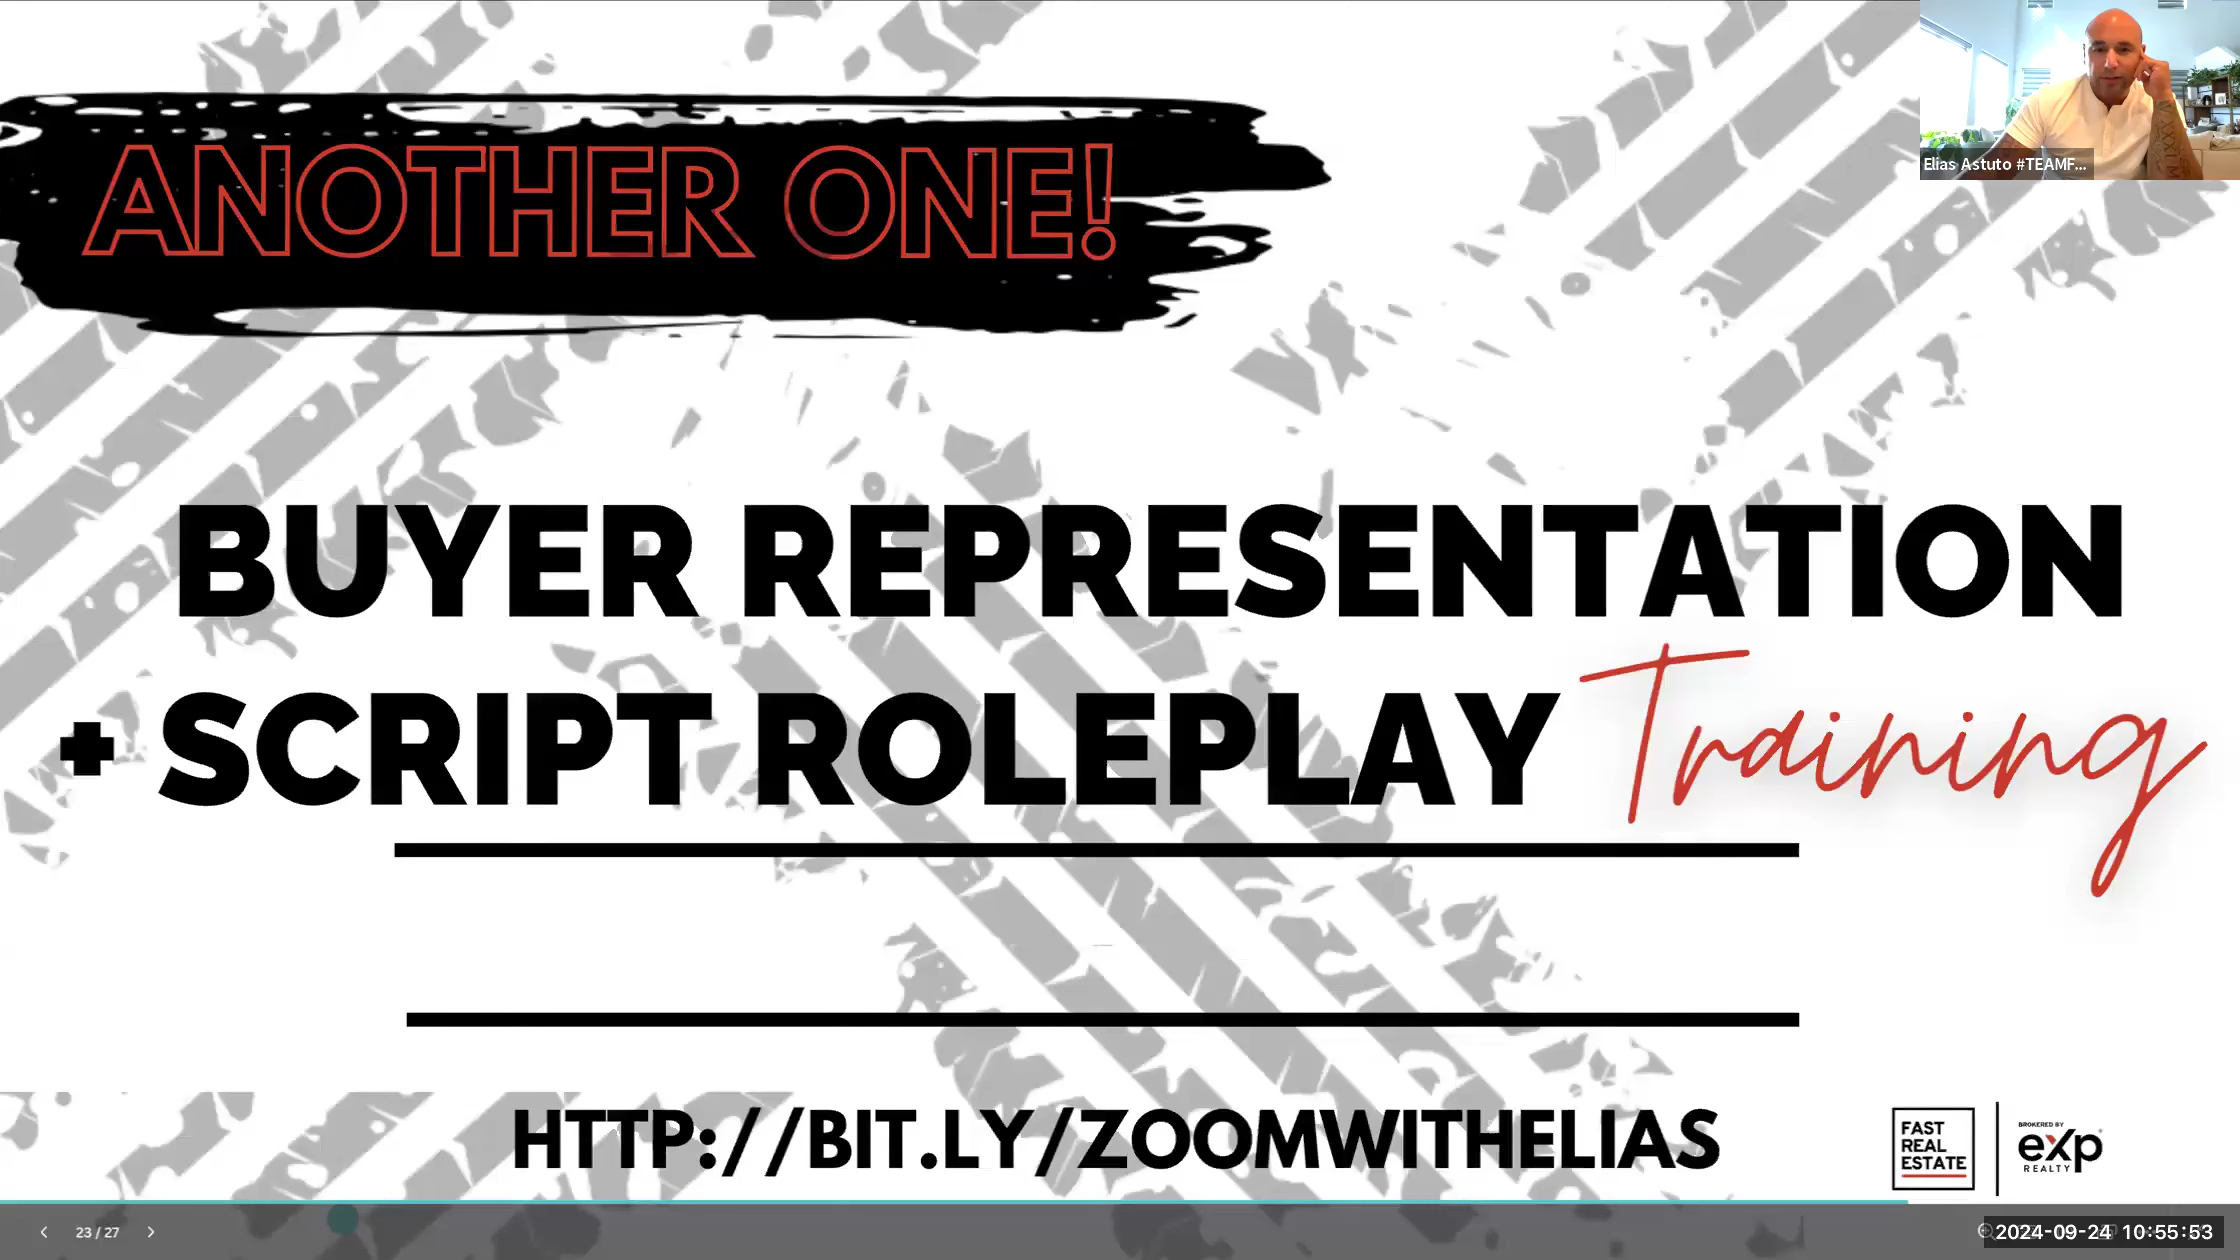 Elias Astuto #TEAMF...
ANOTHER ONE!
BUYER REPRESENTATION
+ SCRIPT ROLEPLAY Training
HTTP://BIT.LY/ZOOMWITHELIAS
FAST
REAL
ESTATE
BROKERED BY
eXp
REALTY
23 / 27
2024-09-24 10:55:53